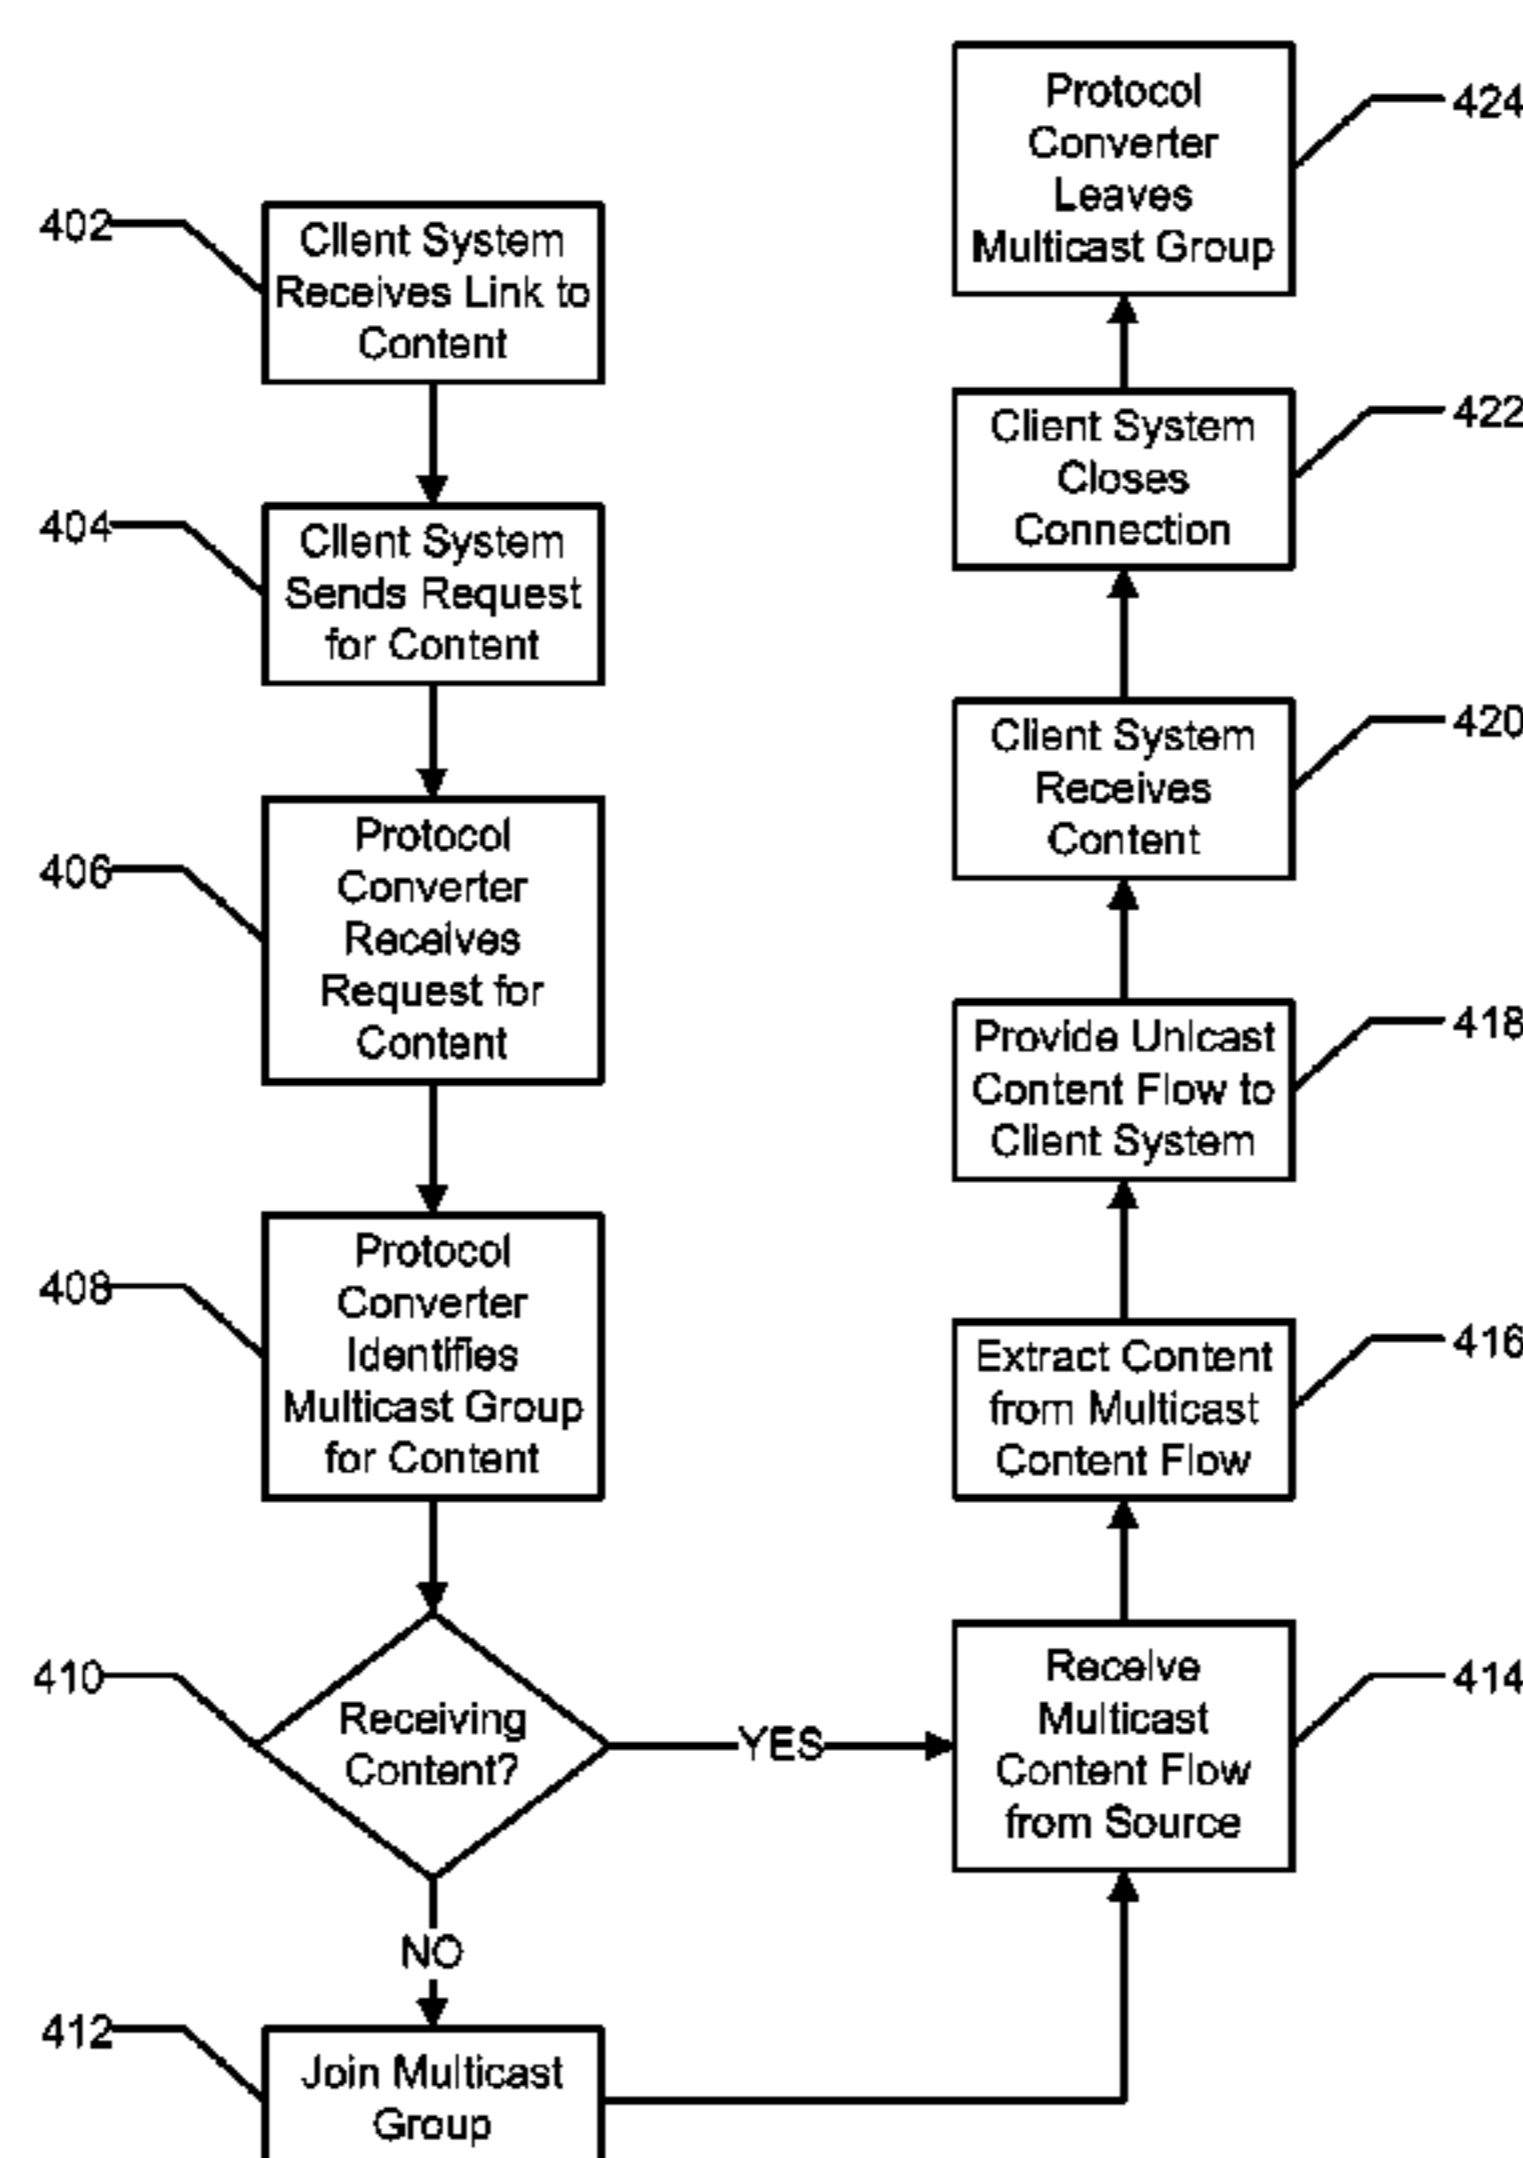 402
Client System
Receives Link to
Content
404
Client System
Sends Request
for Content
406
Protocol
Converter
Receives
Request for
Content
408
Protocol
Converter
Identifies
Multicast Group
for Content
410
Receiving
Content?
YES
NO
412
Join Multicast
Group
414
Receive
Multicast
Content Flow
from Source
416
Extract Content
from Multicast
Content Flow
418
Provide Unicast
Content Flow to
Client System
420
Client System
Receives
Content
422
Client System
Closes
Connection
424
Protocol
Converter
Leaves
Multicast Group